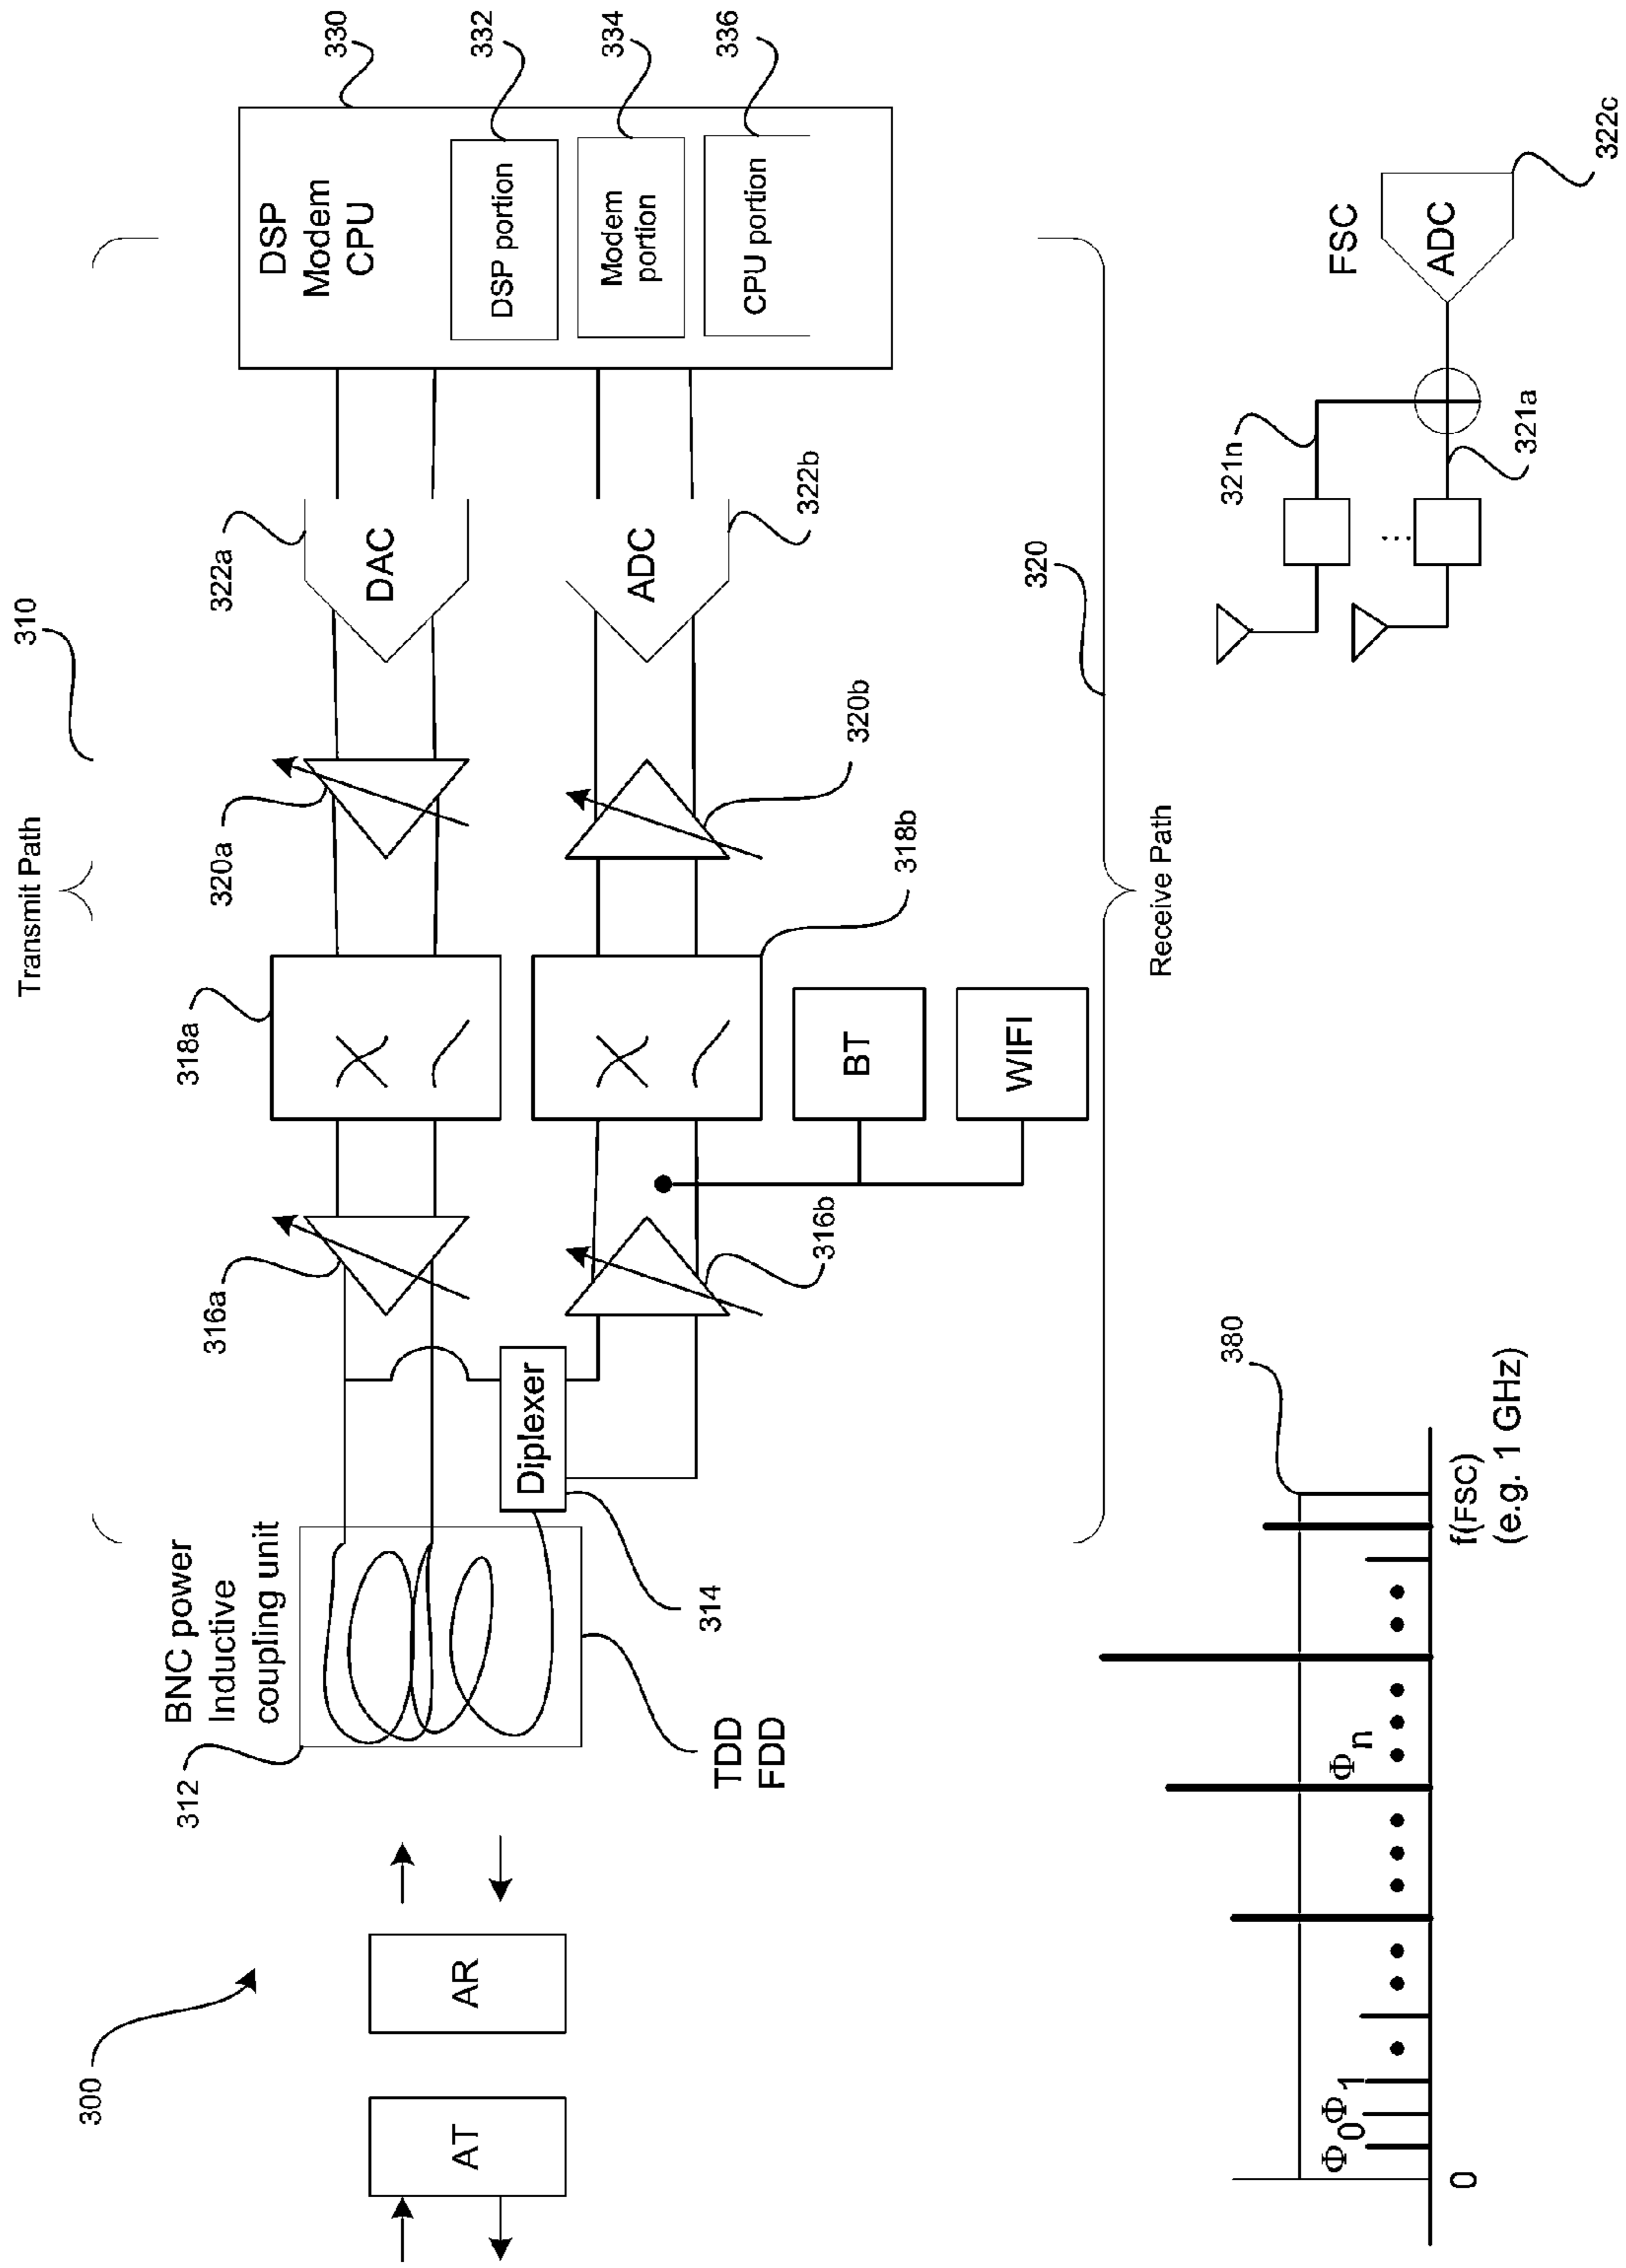 Transmit Path
310
330
332
334
336
322a
320a
318a
316a
BNC power
Inductive
coupling unit
312
300
DSP
Modem
CPU
DSP portion
Modem
portion
CPU portion
DAC
ADC
322b
320b
318b
316b
BT
WIFI
Diplexer
314
TDD
FDD
AR
AT
320
Receive Path
FSC
ADC
322c
321n
321a
380
f(FSC)
(e.g. 1 GHz)
Φn
Φ1
Φ0
0